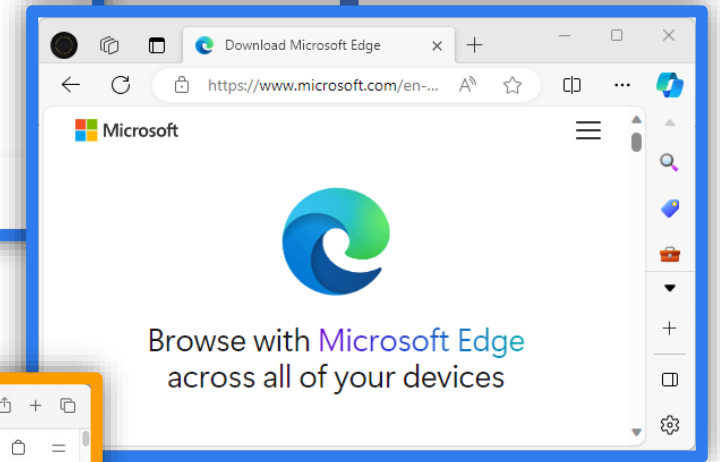 Download Microsoft Edge
https://www.microsoft.com/en-...
Microsoft
Browse with Microsoft Edge
across all of your devices